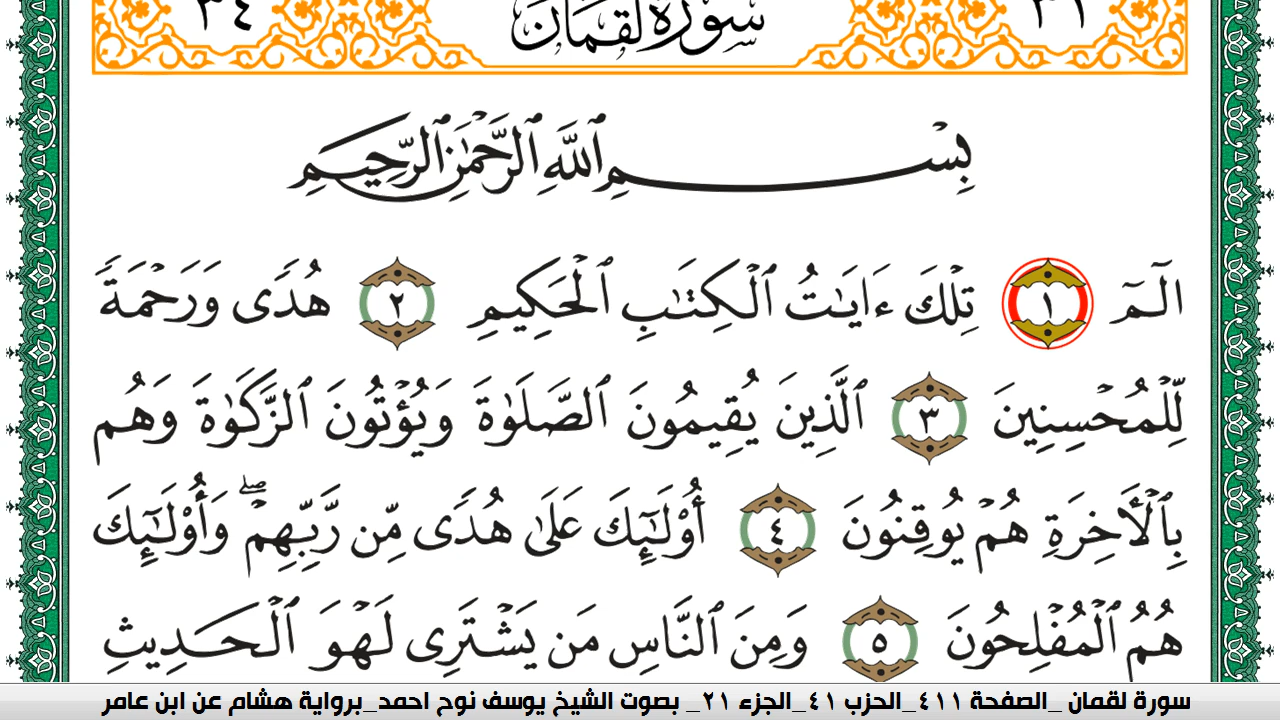 ٣١ سورة لقمان ٣٤
بِسْمِ ٱللَّهِ ٱلرَّحْمَٰنِ ٱلرَّحِيمِ
الٓمٓ ١ تِلْكَ ءَايَٰتُ ٱلْكِتَٰبِ ٱلْحَكِيمِ ٢ هُدًى وَرَحْمَةً
لِّلْمُحْسِنِينَ ٣ ٱلَّذِينَ يُقِيمُونَ ٱلصَّلَوٰةَ وَيُؤْتُونَ ٱلزَّكَوٰةَ وَهُم
بِٱلْأَخِرَةِ هُمْ يُوقِنُونَ ٤ أُوْلَٰٓئِكَ عَلَىٰ هُدًى مِّن رَّبِّهِمْۖ وَأُوْلَٰٓئِكَ
هُمُ ٱلْمُفْلِحُونَ ٥ وَمِنَ ٱلنَّاسِ مَن يَشْتَرِى لَهْوَ ٱلْحَدِيثِ
سورة لقمان _الصفحة ٤١١_الحزب ٤١_الجزء ٢١_ بصوت الشيخ يوسف نوح احمد_برواية هشام عن ابن عامر